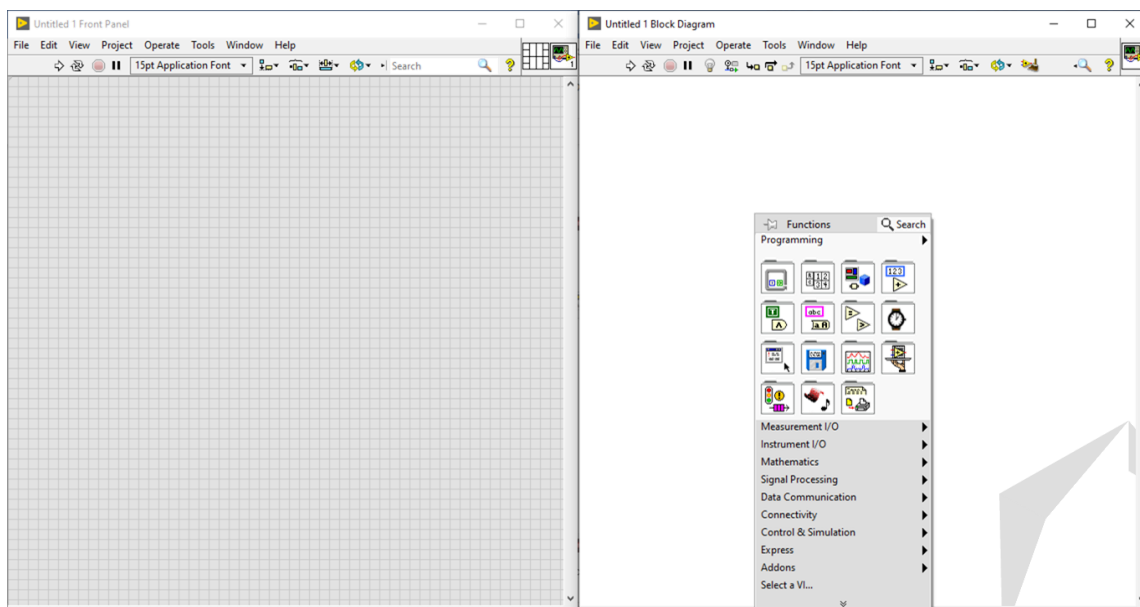 Untitled 1 Front Panel
File Edit View Project Operate Tools Window Help
15pt Application Font
Search
Untitled 1 Block Diagram
File Edit View Project Operate Tools Window Help
15pt Application Font
Functions
Search
Programming
123
abc
Measurement I/O
Instrument I/O
Mathematics
Signal Processing
Data Communication
Connectivity
Control & Simulation
Express
Addons
Select a VI...